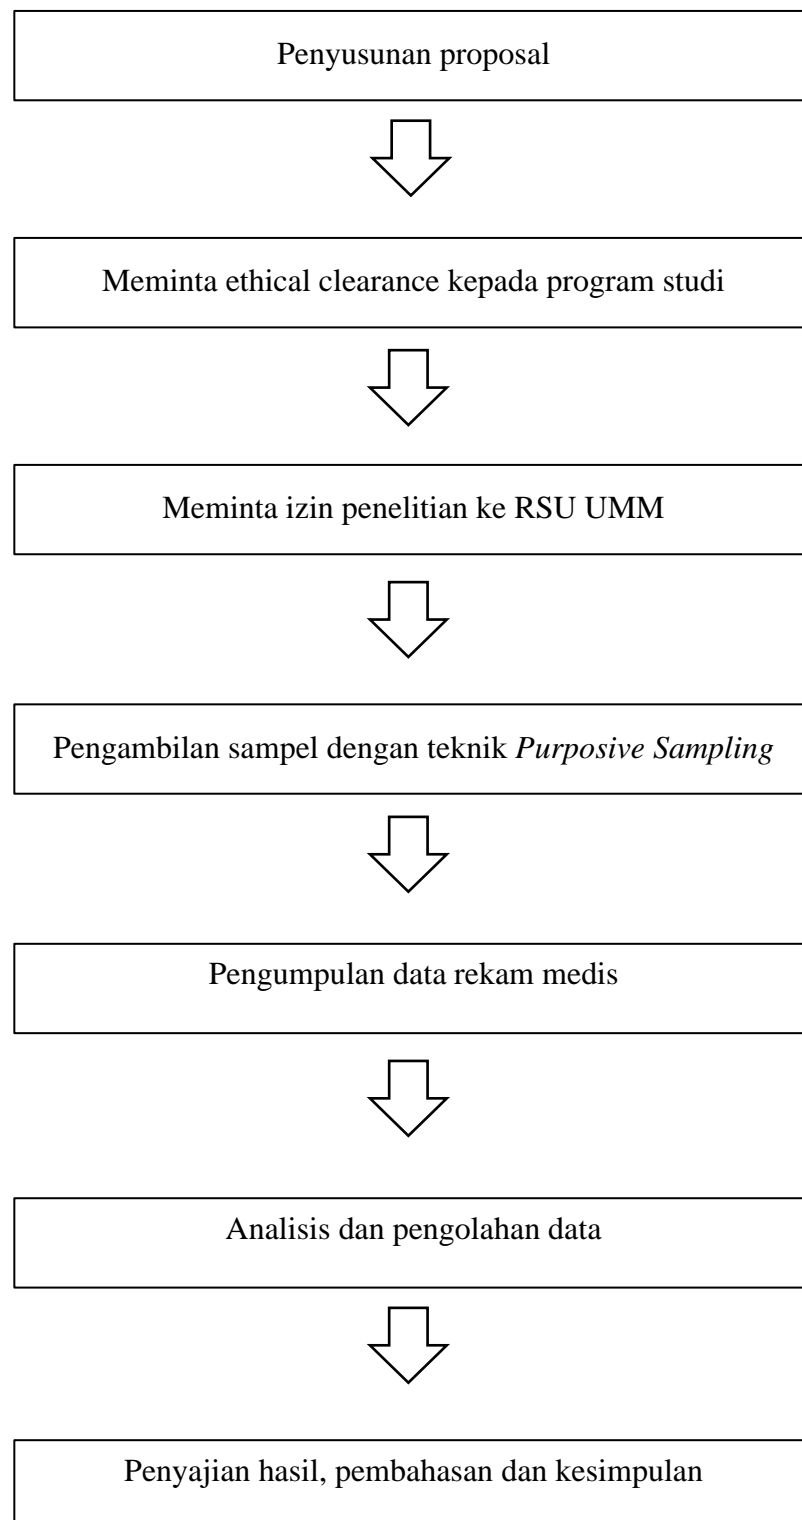 Penyusunan proposal
Meminta ethical clearance kepada program studi
Meminta izin penelitian ke RSU UMM
Pengambilan sampel dengan teknik Purposive Sampling
Pengumpulan data rekam medis
Analisis dan pengolahan data
Penyajian hasil, pembahasan dan kesimpulan